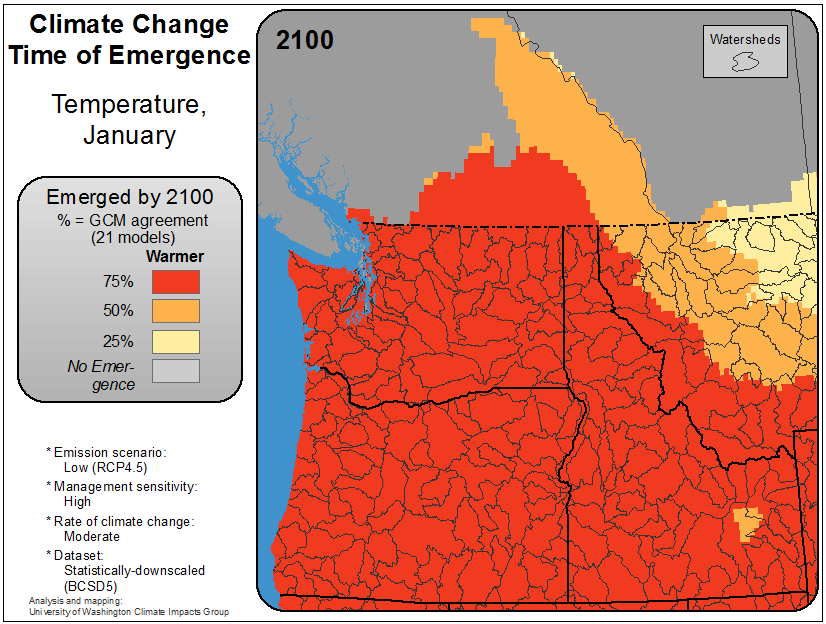 Climate Change
Time of Emergence
Temperature,
January
Emerged by 2100
% = GCM agreement
(21 models)
Warmer
75%
50%
25%
No Emer-
gence
* Emission scenario:
Low (RCP4.5)
* Management sensitivity:
High
* Rate of climate change:
Moderate
* Dataset:
Statistically-downscaled
(BCSD5)
Analysis and mapping:
University of Washington Climate Impacts Group
2100
Watersheds